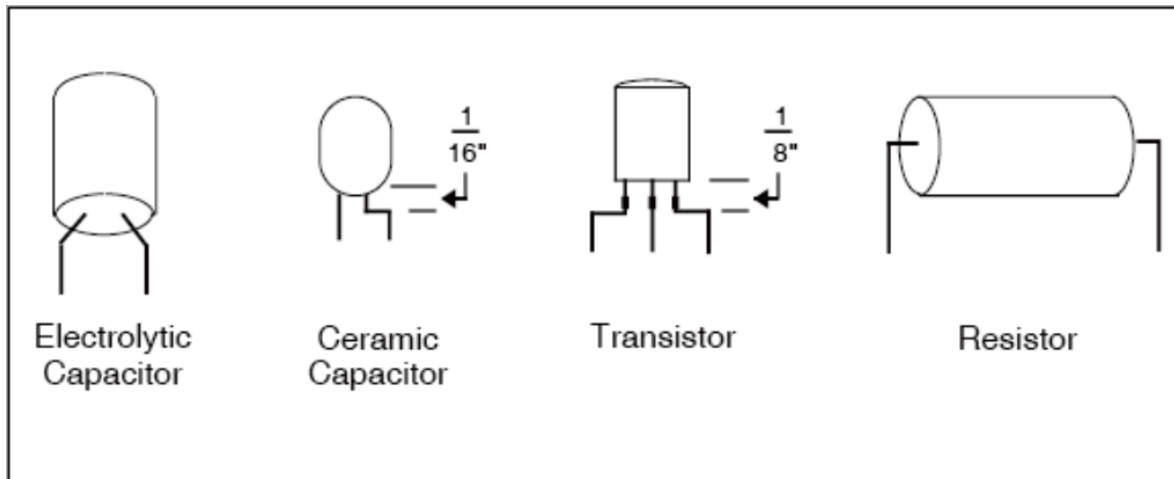 1
16"
1
8"
Electrolytic
Capacitor
Ceramic
Capacitor
Transistor
Resistor